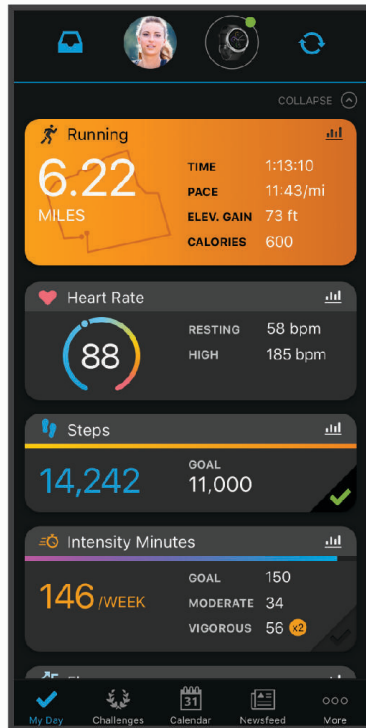 COLLAPSE
Running
6.22
MILES
TIME 1:13:10
PACE 11:43/mi
ELEV. GAIN 73 ft
CALORIES 600
Heart Rate
88
RESTING 58 bpm
HIGH 185 bpm
Steps
14,242
GOAL
11,000
Intensity Minutes
146 /WEEK
GOAL 150
MODERATE 34
VIGOROUS 56 x2
31
My Day Challenges Calendar Newsfeed More